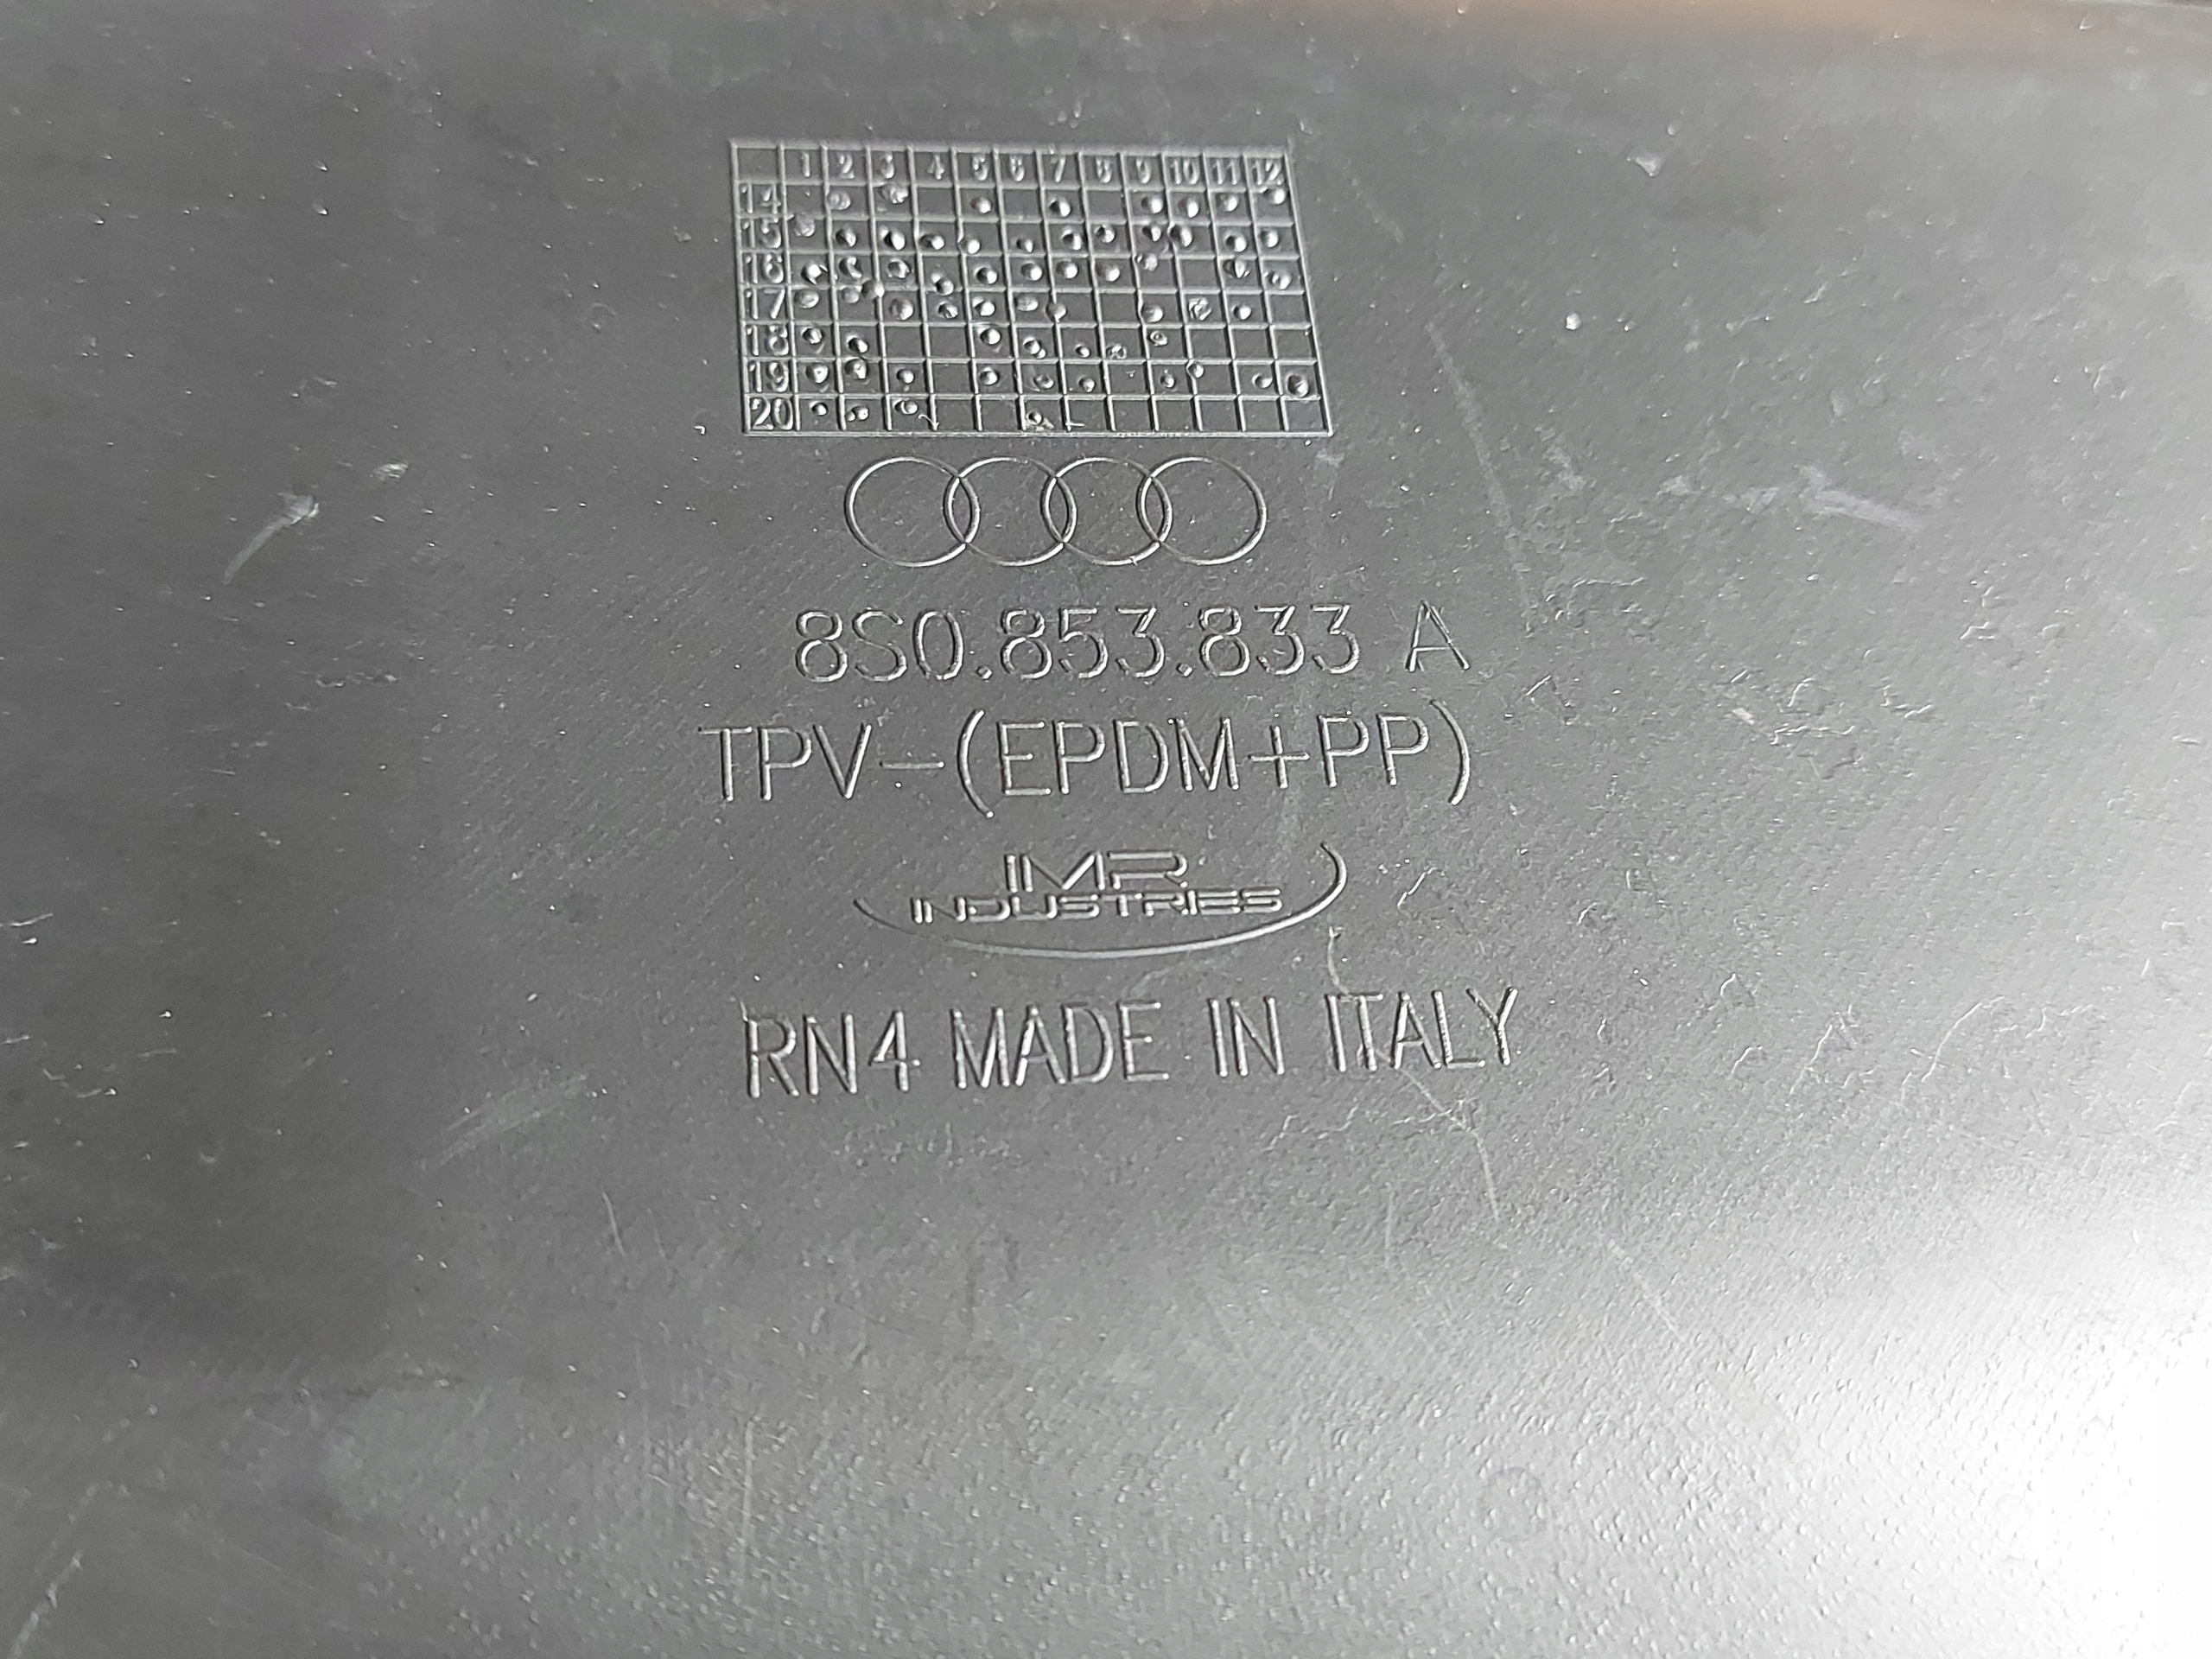 1 2 3 4 5 6 7 8 9 10 11 12
14
15
16
17
18
19
20
8S0.853.833 A
TPV-(EPDM+PP)
IMR
INDUSTRIES
RN4 MADE IN ITALY